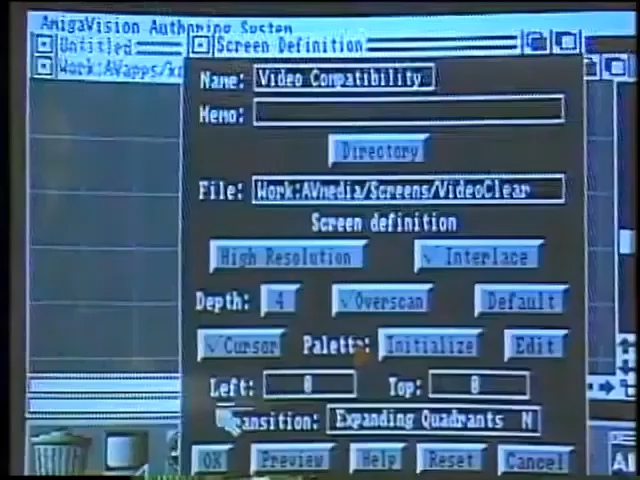 AmigaVision Authoring System
Untitled
Screen Definition
Work:AVapps/
Name: Video Compatibility
Memo:
Directory
File: Work:AVmedia/Screens/VideoClear
Screen definition
High Resolution ✓Interlace
Depth: 4 ✓Overscan Default
✓Cursor Palette: Initialize Edit
Left: 0 Top: 0
ansition: Expanding Quadrants N
OK Preview Help Reset Cancel